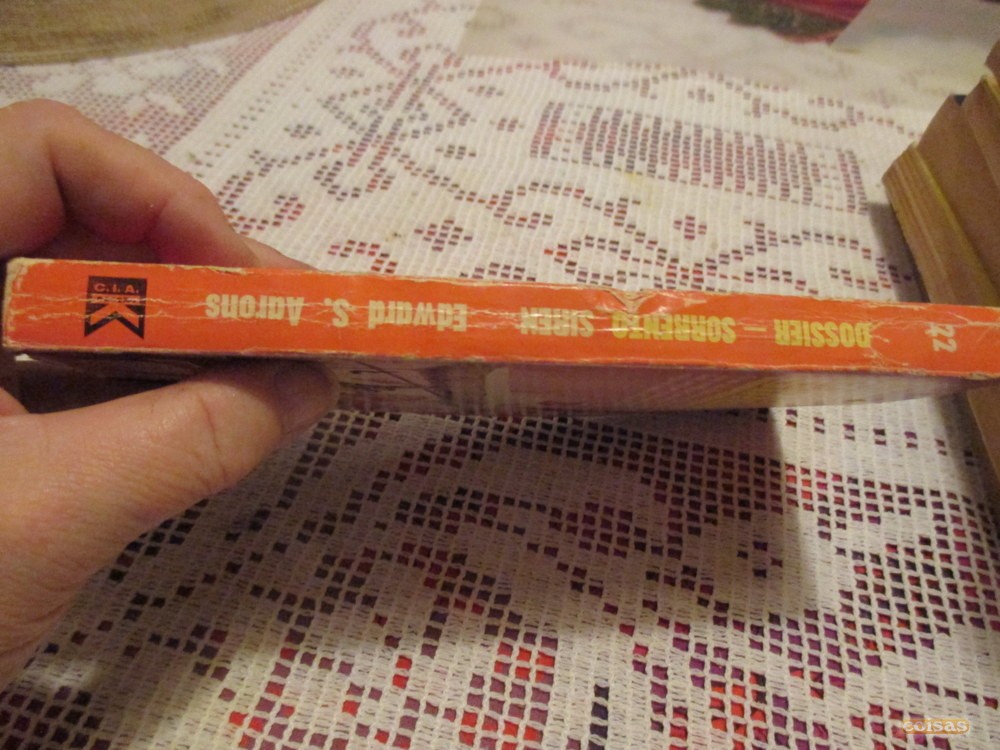 22 DOSSIER — SORRENTO SIREN Edward S. Aarons
C.I.A.
K
coisas